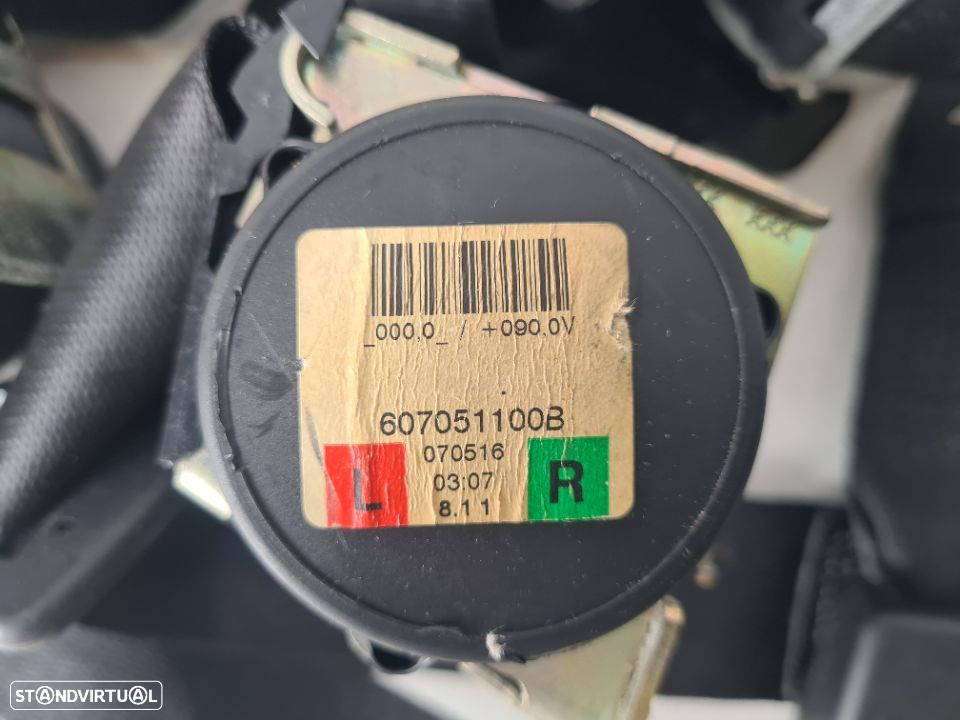 _000,0_ / +090,0V
607051100B
070516
L
R
03:07
8.1 1
STANDVIRTUAL